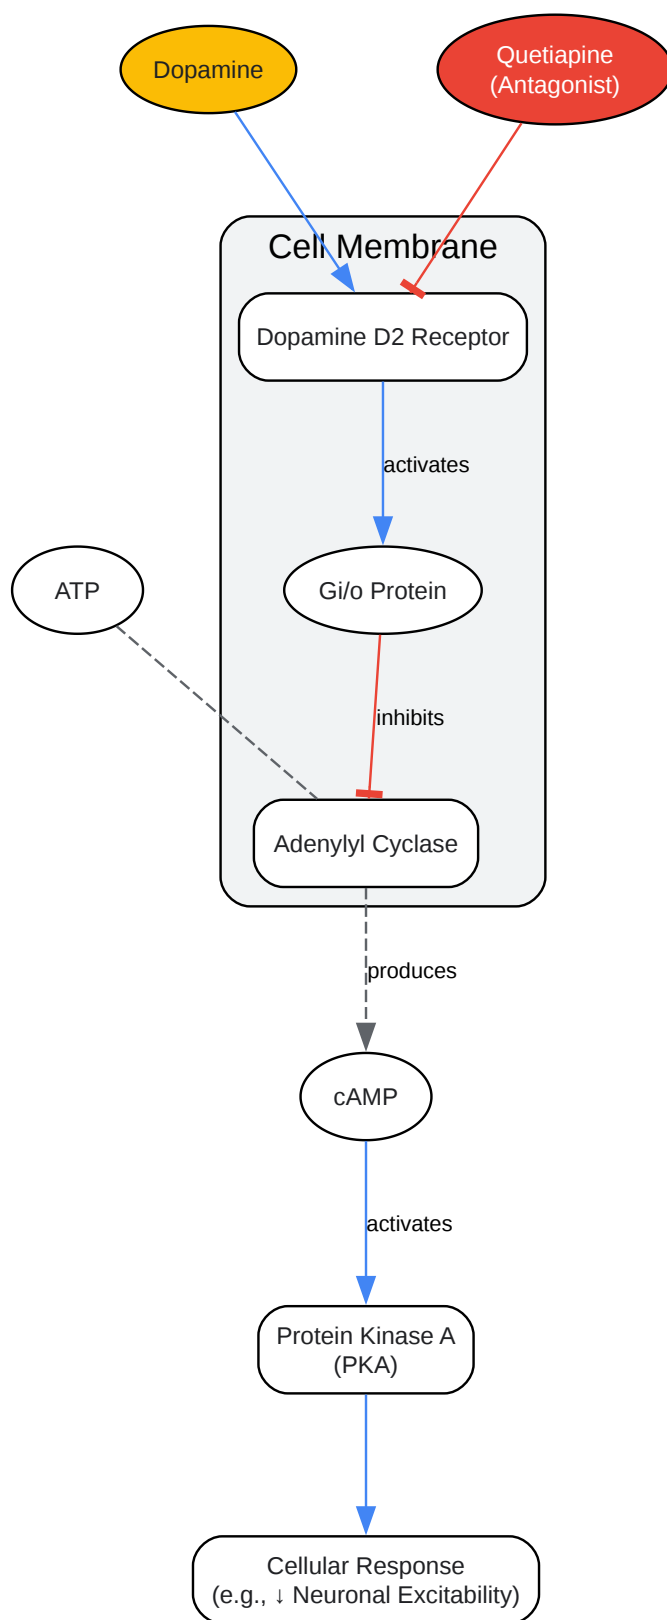 Dopamine
Quetiapine
(Antagonist)
Cell Membrane
Dopamine D2 Receptor
activates
ATP
Gi/o Protein
inhibits
Adenylyl Cyclase
produces
cAMP
activates
Protein Kinase A
(PKA)
Cellular Response
(e.g., ↓ Neuronal Excitability)